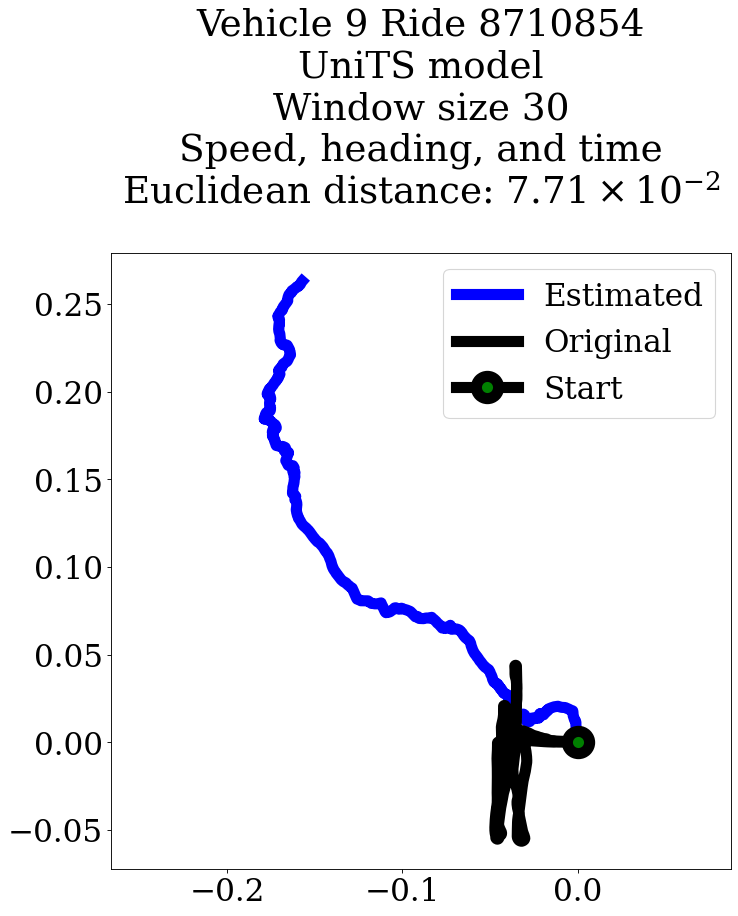 Vehicle 9 Ride 8710854
UniTS model
Window size 30
Speed, heading, and time
Euclidean distance: 7.71 × 10⁻²
Estimated
Original
Start
0.25
0.20
0.15
0.10
0.05
0.00
−0.05
−0.2 −0.1 0.0